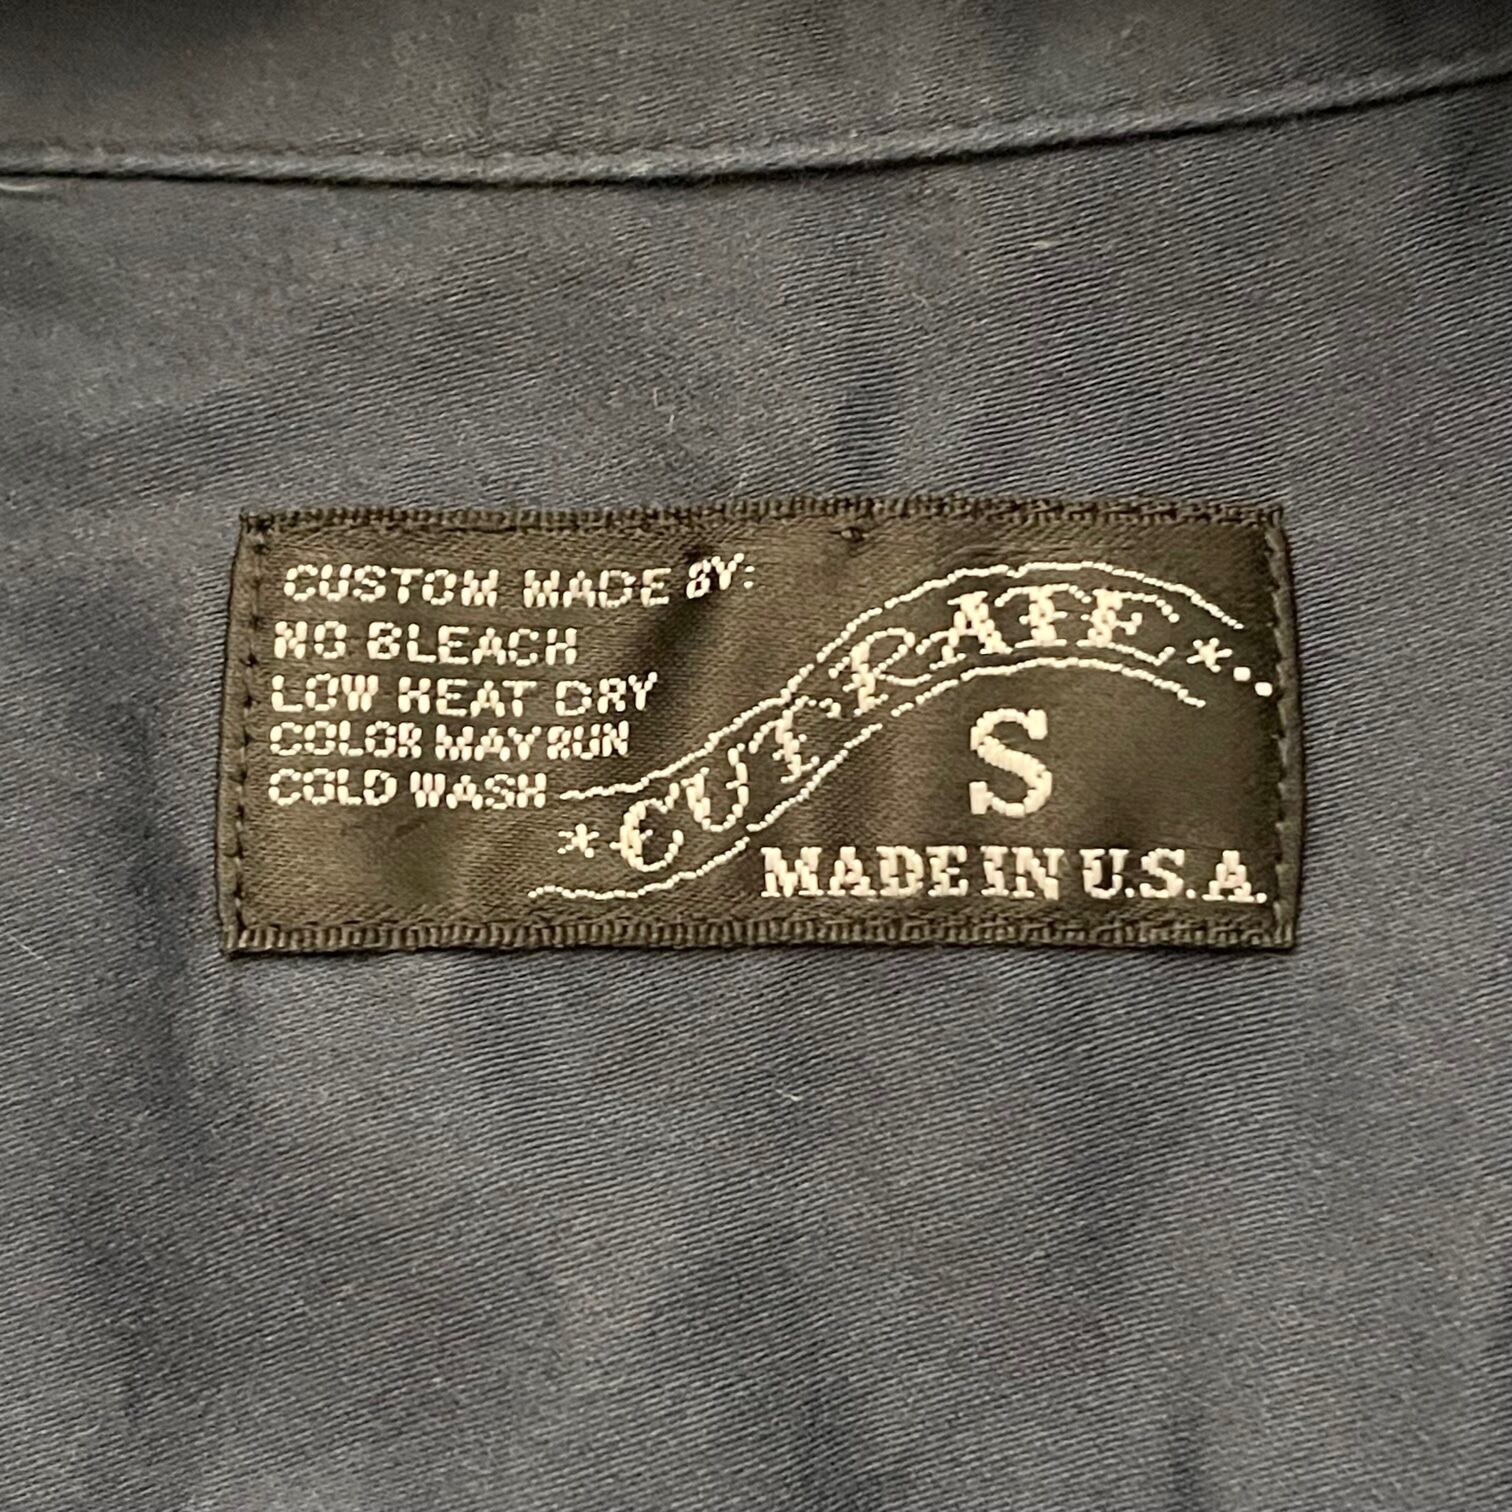 CUSTOM MADE BY:
NO BLEACH
LOW HEAT DRY
COLOR MAY RUN
COLD WASH
*CUT RATE*..
S
MADE IN U.S.A.